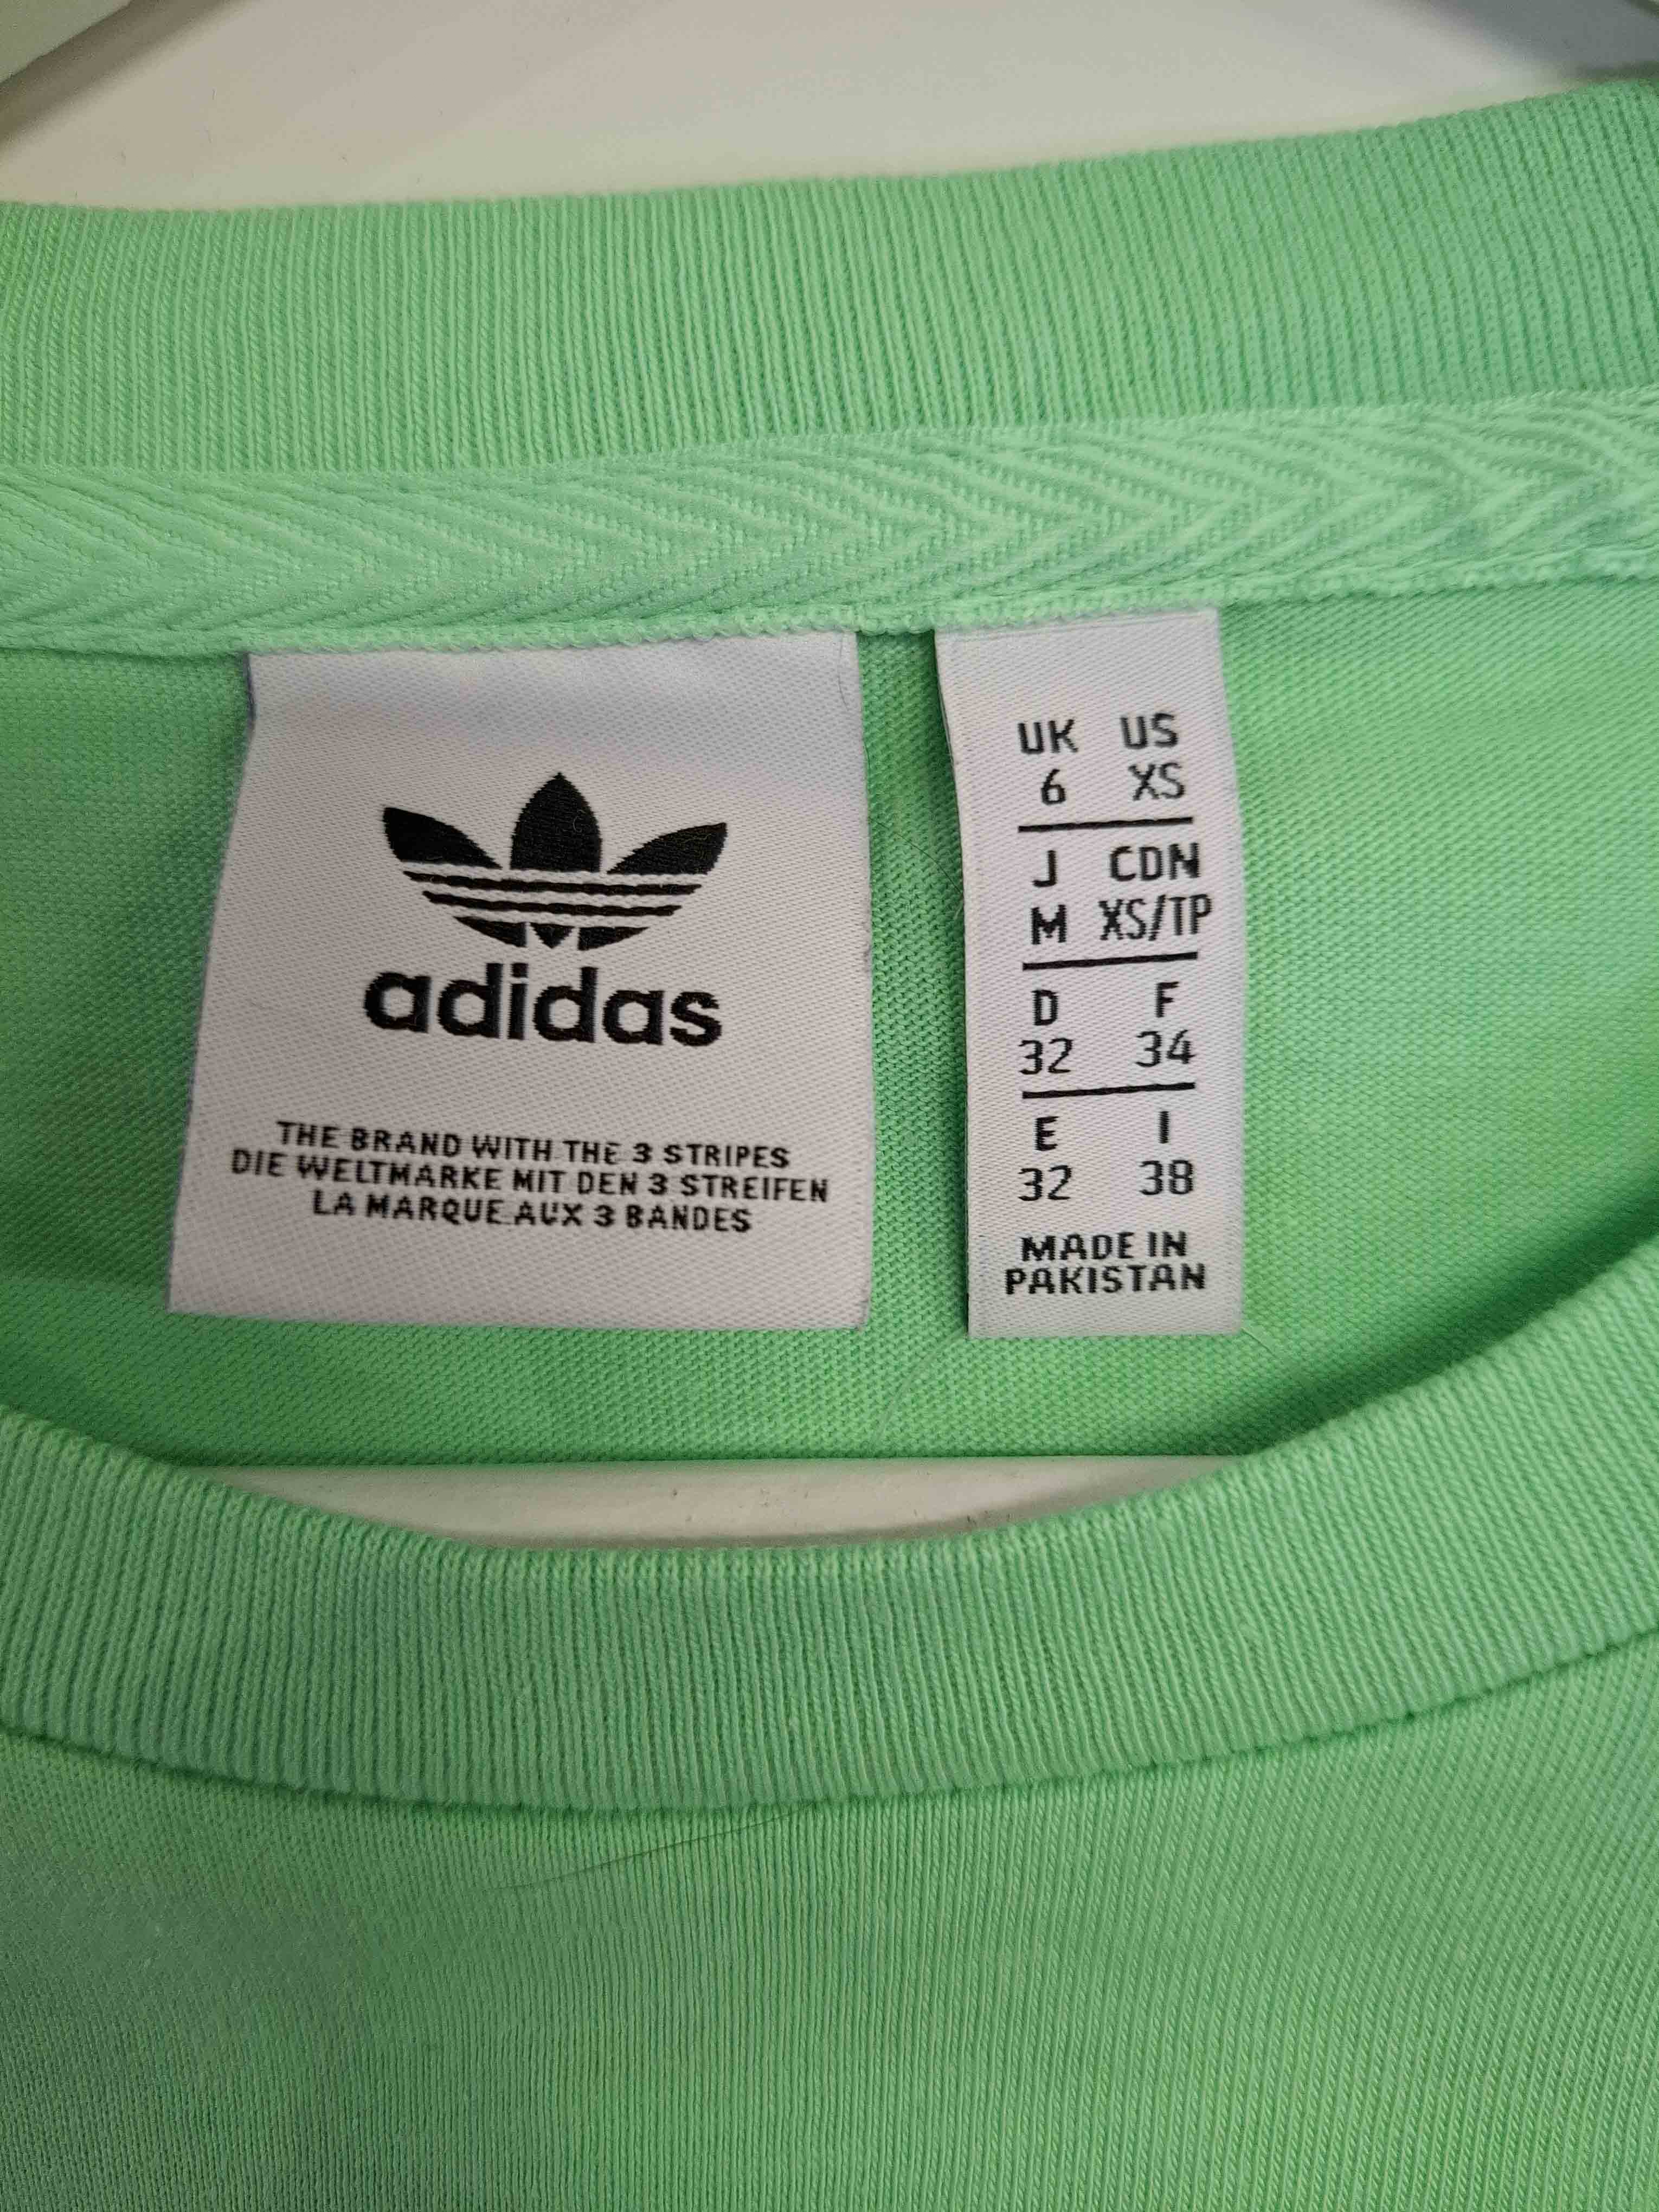 adidas
THE BRAND WITH THE 3 STRIPES
DIE WELTMARKE MIT DEN 3 STREIFEN
LA MARQUE AUX 3 BANDES
UK US
6 XS
J CDN
M XS/TP
D F
32 34
E I
32 38
MADE IN
PAKISTAN